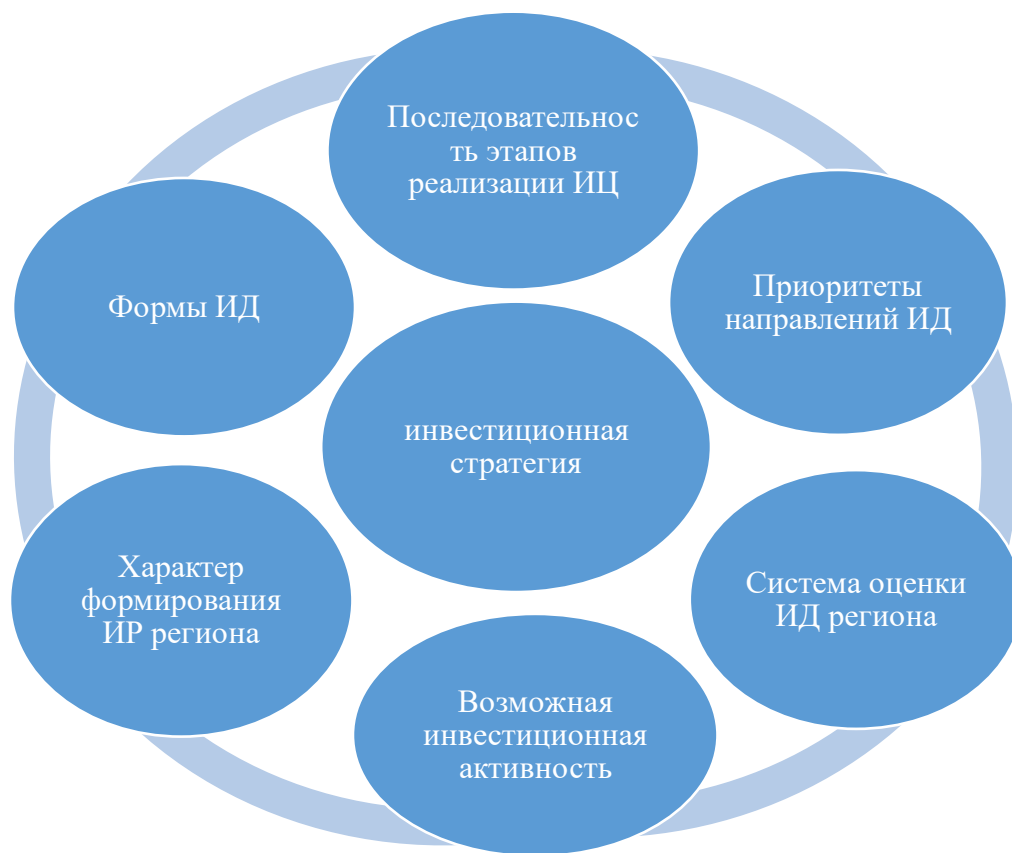 Последовательнос
ть этапов
реализации ИЦ
Приоритеты
направлений ИД
Система оценки
ИД региона
Возможная
инвестиционная
активность
Характер
формирования
ИР региона
Формы ИД
инвестиционная
стратегия